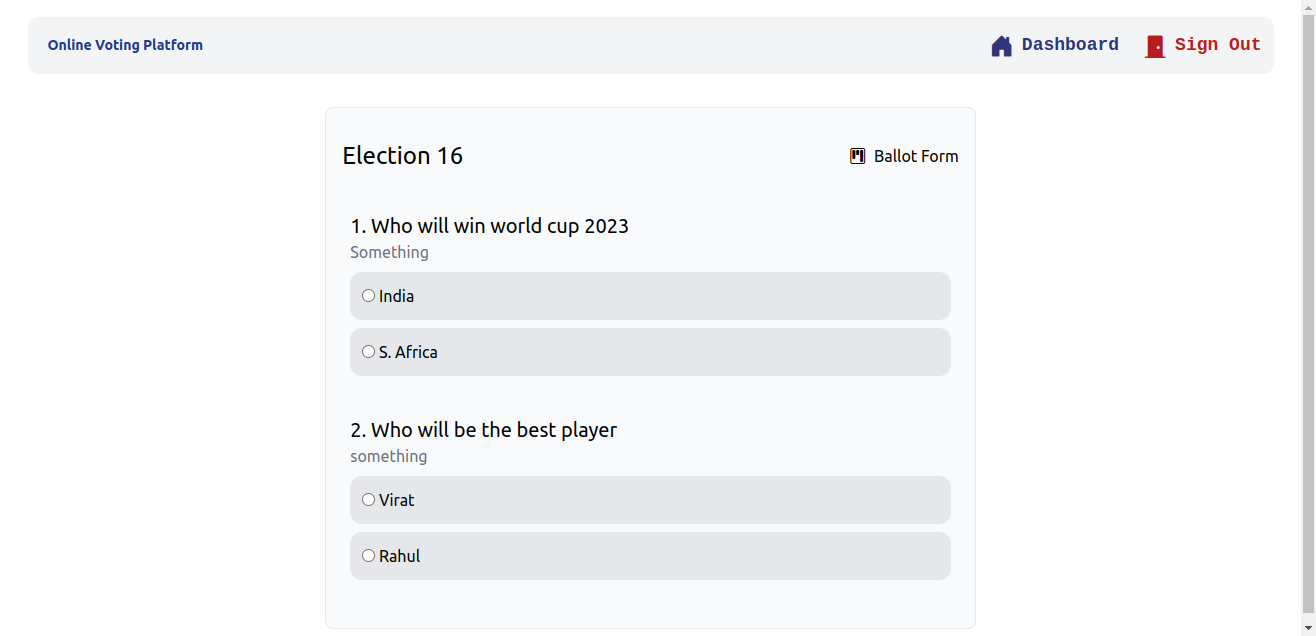 Online Voting Platform
Dashboard
Sign Out
Election 16
Ballot Form
1. Who will win world cup 2023
Something
India
S. Africa
2. Who will be the best player
something
Virat
Rahul